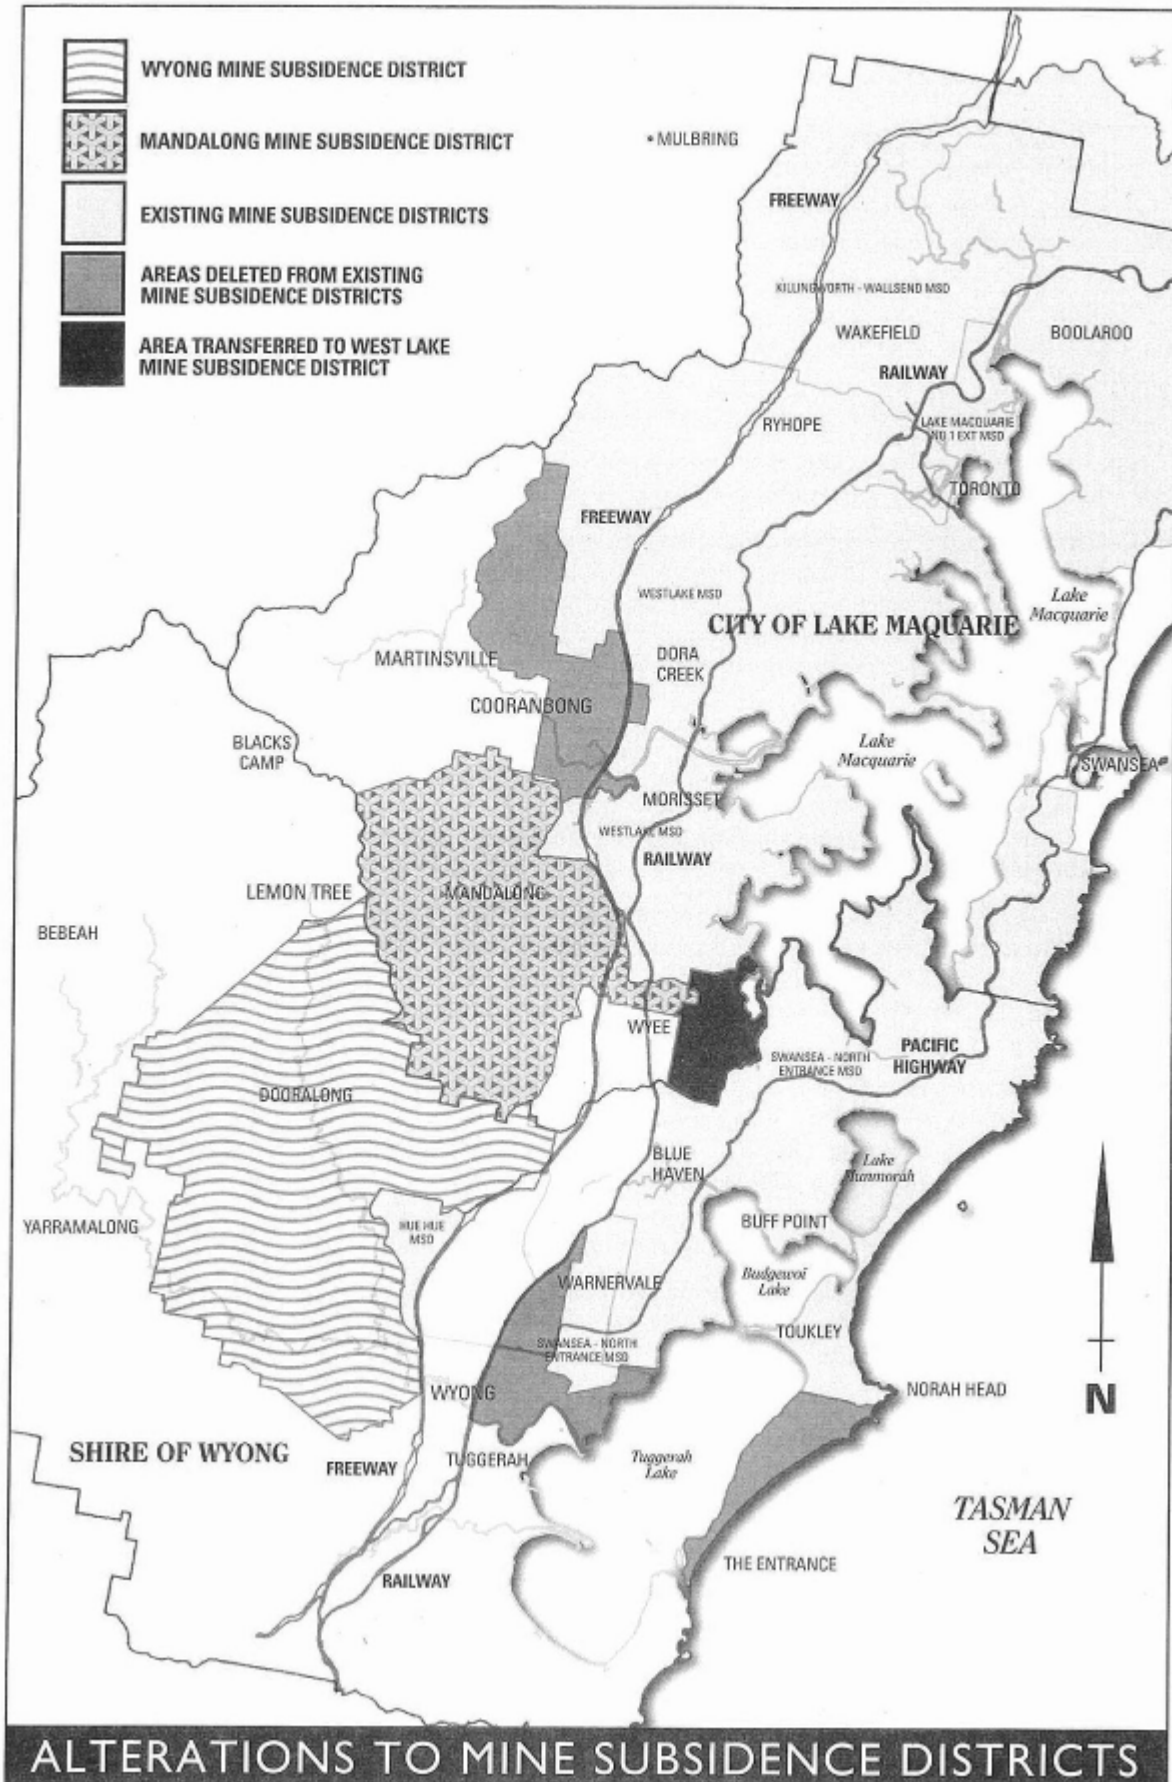 WYONG MINE SUBSIDENCE DISTRICT
MANDALONG MINE SUBSIDENCE DISTRICT
EXISTING MINE SUBSIDENCE DISTRICTS
AREAS DELETED FROM EXISTING
MINE SUBSIDENCE DISTRICTS
AREA TRANSFERRED TO WEST LAKE
MINE SUBSIDENCE DISTRICT
• MULBRING
FREEWAY
KILLINGWORTH - WALLSEND MSD
WAKEFIELD
BOOLAROO
RAILWAY
RYHOPE
LAKE MACQUARIE
NO 1 EXT MSD
TORONTO
FREEWAY
WESTLAKE MSD
Lake
Macquarie
CITY OF LAKE MAQUARIE
MARTINSVILLE
DORA
CREEK
COORANBONG
BLACKS
CAMP
Lake
Macquarie
SWANSEA
MORISSET
WESTLAKE MSD
RAILWAY
LEMON TREE
MANDALONG
BEBEAH
WYEE
PACIFIC
HIGHWAY
SWANSEA - NORTH
ENTRANCE MSD
DOORALONG
BLUE
HAVEN
Lake
Munmorah
YARRAMALONG
HUE HUE
MSD
BUFF POINT
Budgewoi
Lake
WARNERVALE
TOUKLEY
SWANSEA - NORTH
ENTRANCE MSD
WYONG
NORAH HEAD
N
SHIRE OF WYONG
FREEWAY
TUGGERAH
Tuggerah
Lake
TASMAN
SEA
THE ENTRANCE
RAILWAY
ALTERATIONS TO MINE SUBSIDENCE DISTRICTS